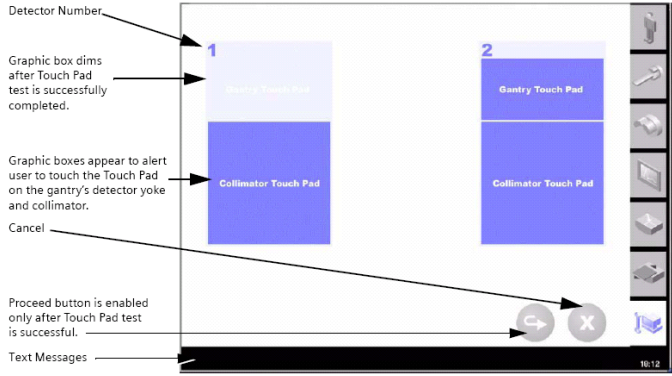 Detector Number
Graphic box dims
after Touch Pad
test is successfully
completed.
Graphic boxes appear to alert
user to touch the Touch Pad
on the gantry's detector yoke
and collimator.
Cancel
Proceed button is enabled
only after Touch Pad test
is successful.
Text Messages
1
Gantry Touch Pad
Collimator Touch Pad
2
Gantry Touch Pad
Collimator Touch Pad
X
16:12